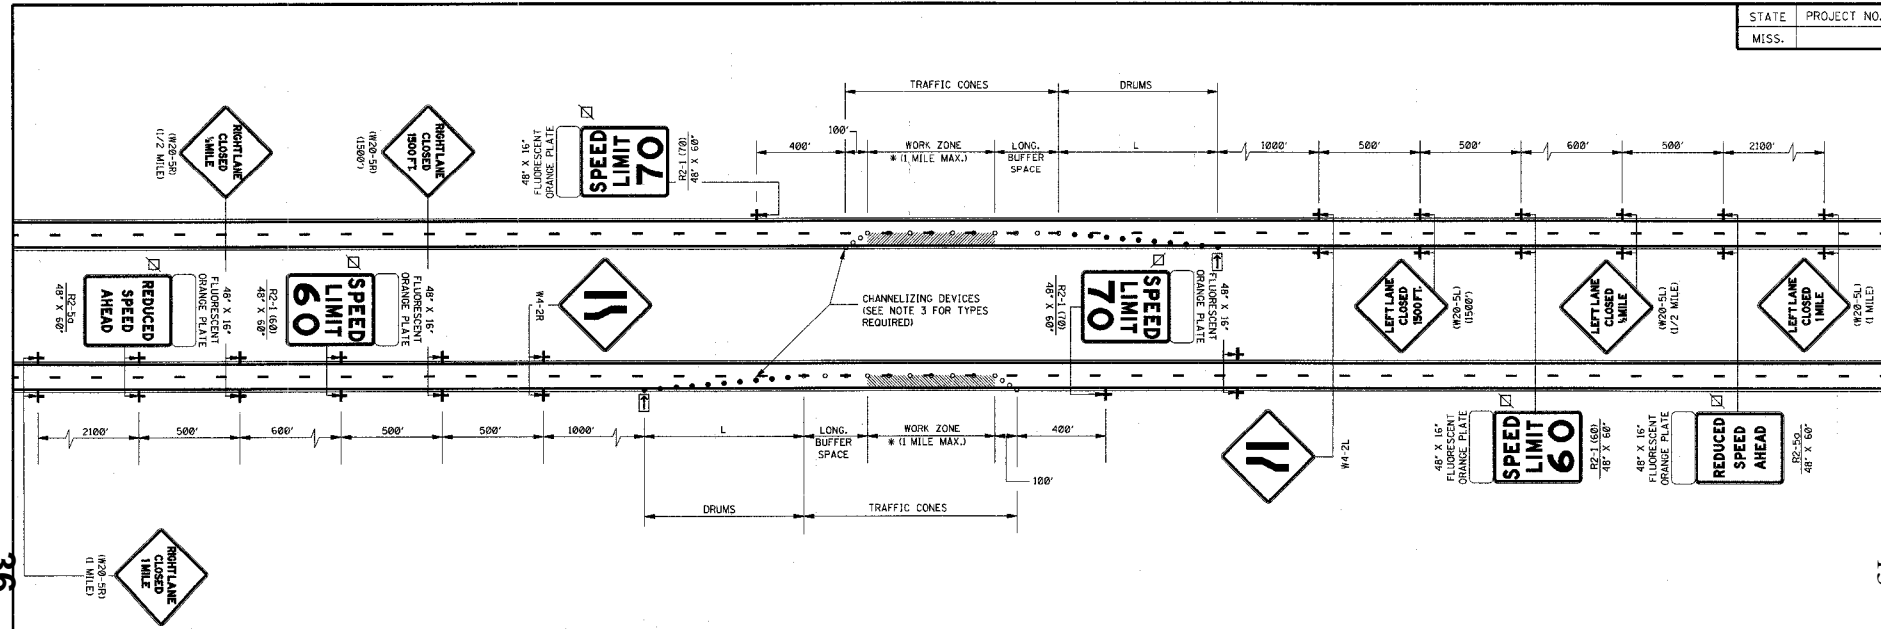 STATE PROJECT NO.
MISS.
TRAFFIC CONES
DRUMS
400'
100'
WORK ZONE
* (1 MILE MAX.)
LONG.
BUFFER
SPACE
L
1000'
500'
500'
600'
500'
2100'
RIGHT LANE
CLOSED
½ MILE
(W20-5R)
(1/2 MILE)
RIGHT LANE
CLOSED
1500 FT.
(W20-5R)
(1500')
48" X 16"
FLUORESCENT
ORANGE PLATE
SPEED
LIMIT
70
R2-1 (70)
48" X 60"
REDUCED
SPEED
AHEAD
R2-5a
48" X 60"
48" X 16"
FLUORESCENT
ORANGE PLATE
SPEED
LIMIT
60
R2-1 (60)
48" X 60"
48" X 16"
FLUORESCENT
ORANGE PLATE
W4-2R
CHANNELIZING DEVICES
(SEE NOTE 3 FOR TYPES
REQUIRED)
SPEED
LIMIT
70
R2-1 (70)
48" X 60"
48" X 16"
FLUORESCENT
ORANGE PLATE
LEFT LANE
CLOSED
1500 FT.
(W20-5L)
(1500')
LEFT LANE
CLOSED
½ MILE
(W20-5L)
(1/2 MILE)
LEFT LANE
CLOSED
1 MILE
(W20-5L)
(1 MILE)
2100'
500'
600'
500'
500'
1000'
L
LONG.
BUFFER
SPACE
WORK ZONE
* (1 MILE MAX.)
400'
100'
DRUMS
TRAFFIC CONES
W4-2L
48" X 16"
FLUORESCENT
ORANGE PLATE
SPEED
LIMIT
60
R2-1 (60)
48" X 60"
48" X 16"
FLUORESCENT
ORANGE PLATE
REDUCED
SPEED
AHEAD
R2-5a
48" X 60"
RIGHT LANE
CLOSED
1 MILE
(W20-5R)
(1 MILE)
36